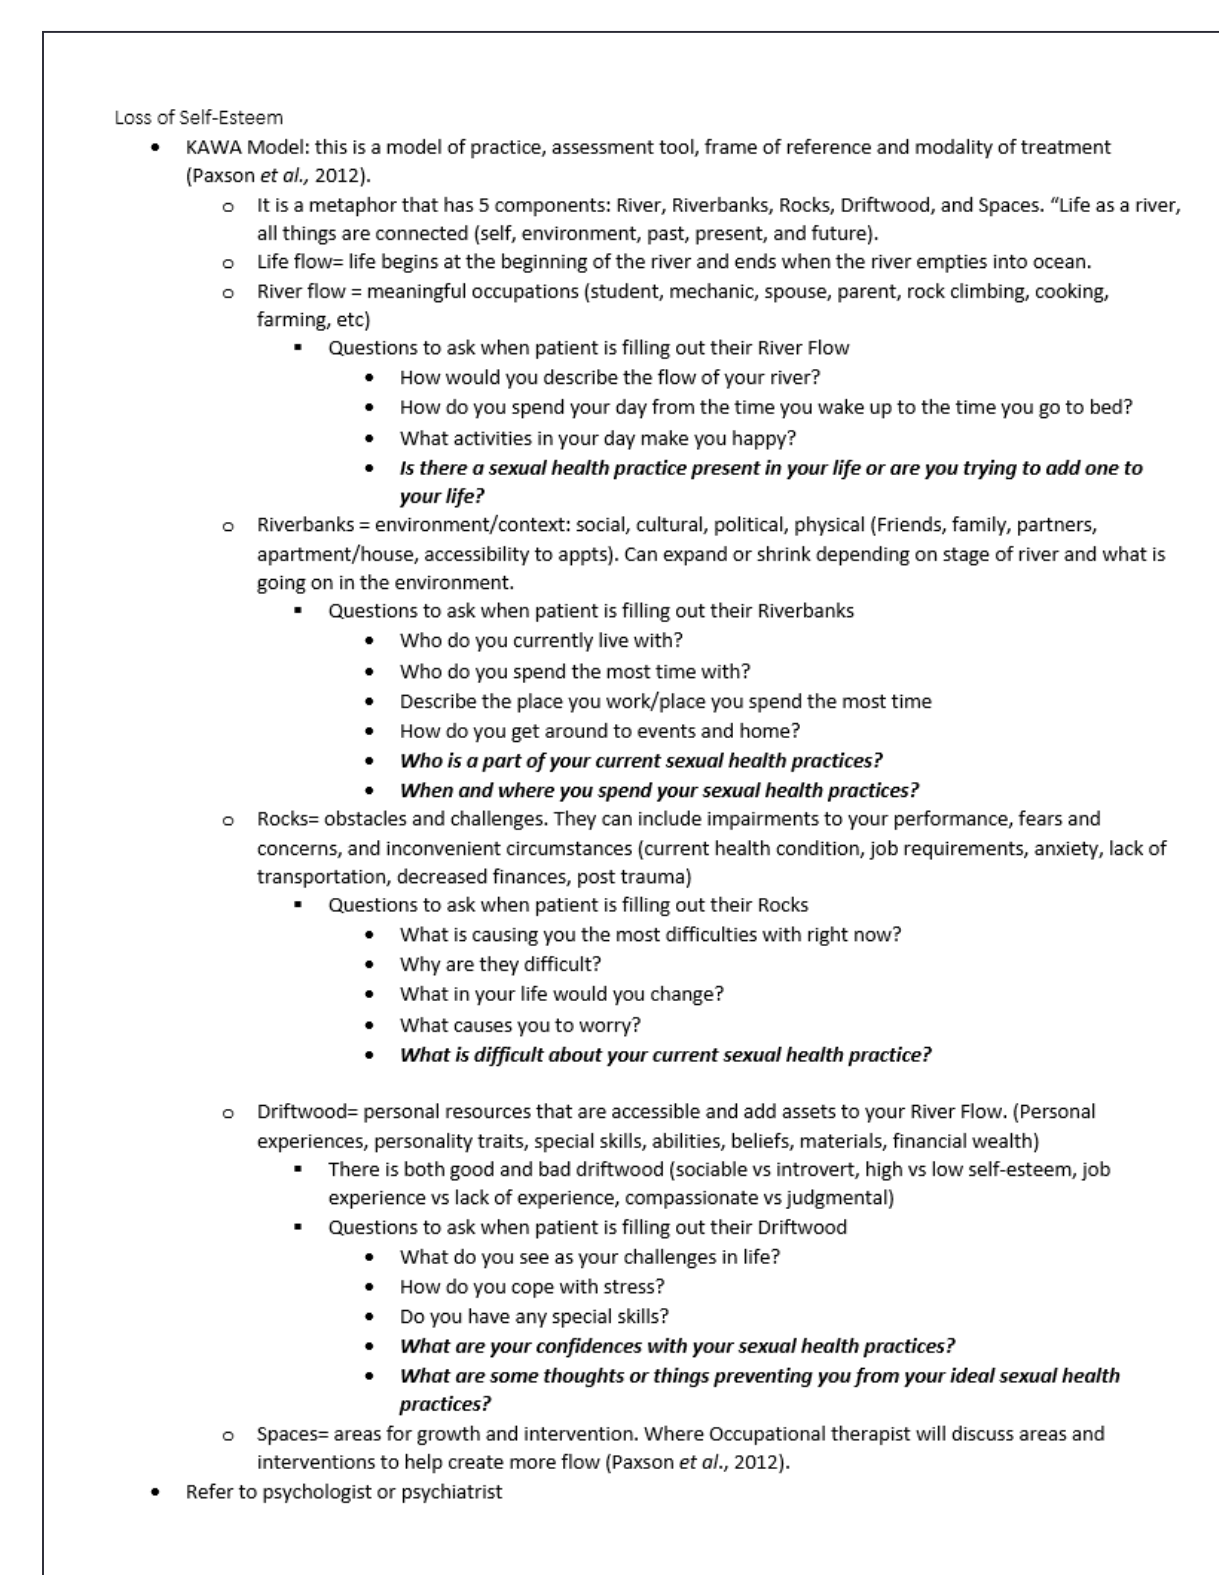 Loss of Self-Esteem
• KAWA Model: this is a model of practice, assessment tool, frame of reference and modality of treatment
(Paxson et al., 2012).
o It is a metaphor that has 5 components: River, Riverbanks, Rocks, Driftwood, and Spaces. “Life as a river,
all things are connected (self, environment, past, present, and future).
o Life flow= life begins at the beginning of the river and ends when the river empties into ocean.
o River flow = meaningful occupations (student, mechanic, spouse, parent, rock climbing, cooking,
farming, etc)
▪ Questions to ask when patient is filling out their River Flow
• How would you describe the flow of your river?
• How do you spend your day from the time you wake up to the time you go to bed?
• What activities in your day make you happy?
• Is there a sexual health practice present in your life or are you trying to add one to
your life?
o Riverbanks = environment/context: social, cultural, political, physical (Friends, family, partners,
apartment/house, accessibility to appts). Can expand or shrink depending on stage of river and what is
going on in the environment.
▪ Questions to ask when patient is filling out their Riverbanks
• Who do you currently live with?
• Who do you spend the most time with?
• Describe the place you work/place you spend the most time
• How do you get around to events and home?
• Who is a part of your current sexual health practices?
• When and where you spend your sexual health practices?
o Rocks= obstacles and challenges. They can include impairments to your performance, fears and
concerns, and inconvenient circumstances (current health condition, job requirements, anxiety, lack of
transportation, decreased finances, post trauma)
▪ Questions to ask when patient is filling out their Rocks
• What is causing you the most difficulties with right now?
• Why are they difficult?
• What in your life would you change?
• What causes you to worry?
• What is difficult about your current sexual health practice?
o Driftwood= personal resources that are accessible and add assets to your River Flow. (Personal
experiences, personality traits, special skills, abilities, beliefs, materials, financial wealth)
▪ There is both good and bad driftwood (sociable vs introvert, high vs low self-esteem, job
experience vs lack of experience, compassionate vs judgmental)
▪ Questions to ask when patient is filling out their Driftwood
• What do you see as your challenges in life?
• How do you cope with stress?
• Do you have any special skills?
• What are your confidences with your sexual health practices?
• What are some thoughts or things preventing you from your ideal sexual health
practices?
o Spaces= areas for growth and intervention. Where Occupational therapist will discuss areas and
interventions to help create more flow (Paxson et al., 2012).
• Refer to psychologist or psychiatrist